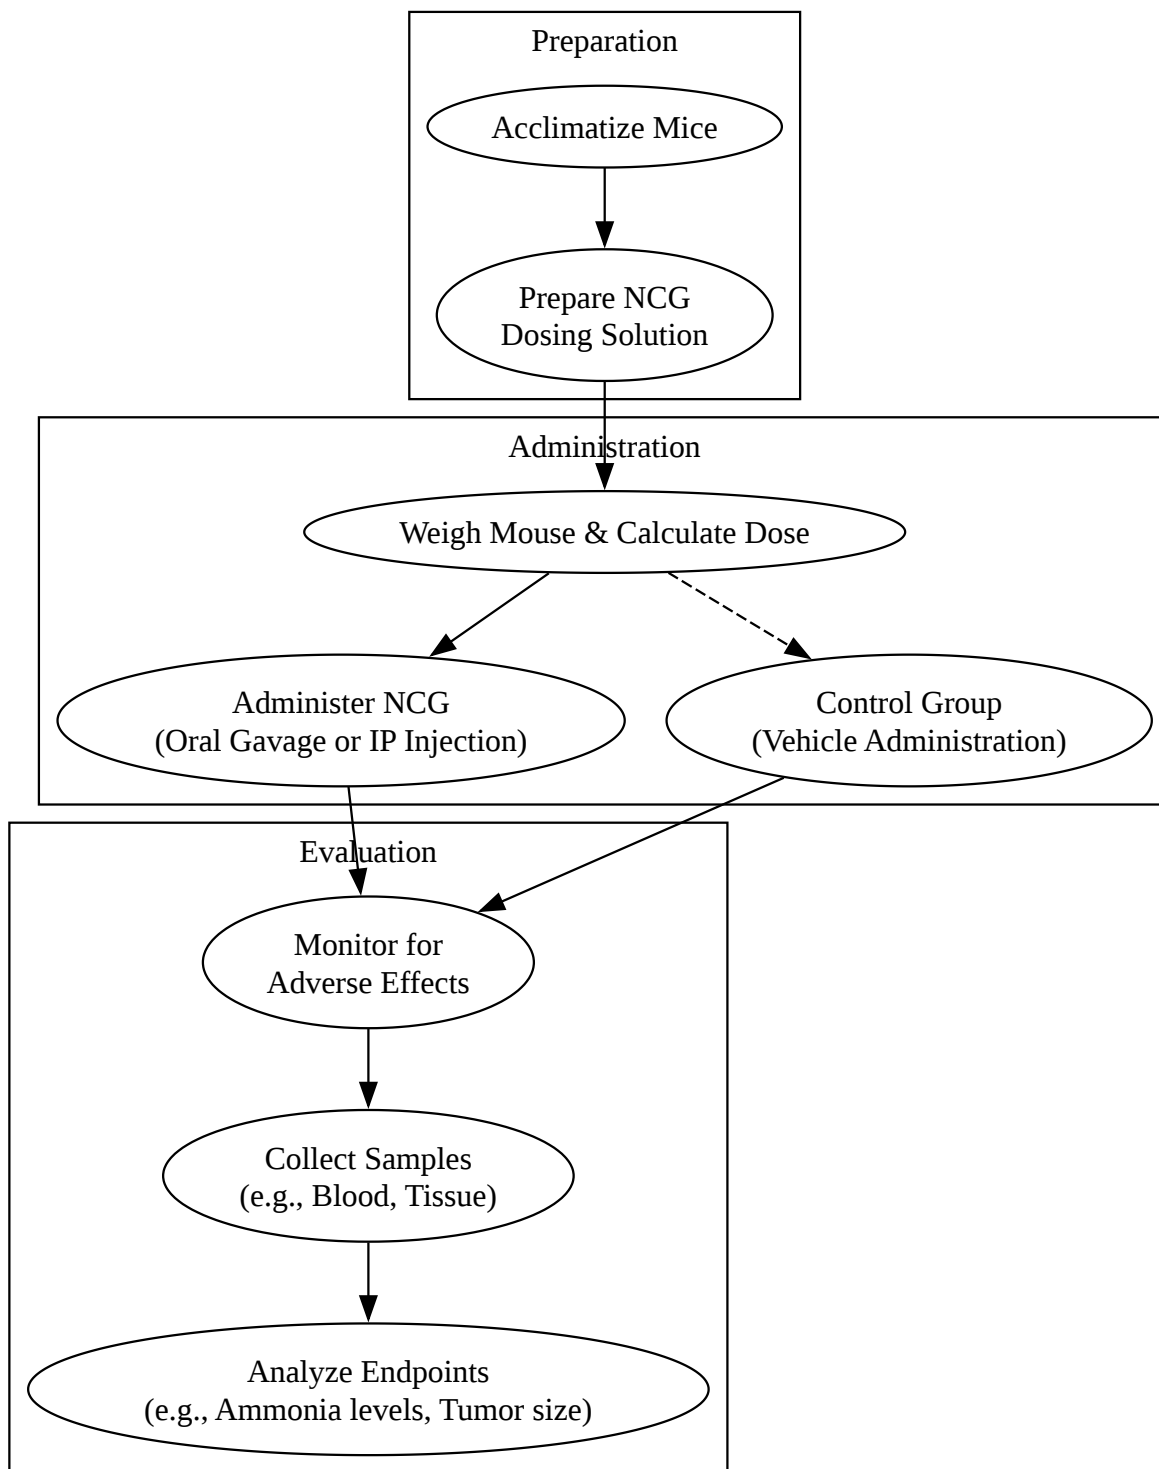 Preparation
Acclimatize Mice
Prepare NCG
Dosing Solution
Administration
Weigh Mouse & Calculate Dose
Administer NCG
(Oral Gavage or IP Injection)
Control Group
(Vehicle Administration)
Evaluation
Monitor for
Adverse Effects
Collect Samples
(e.g., Blood, Tissue)
Analyze Endpoints
(e.g., Ammonia levels, Tumor size)